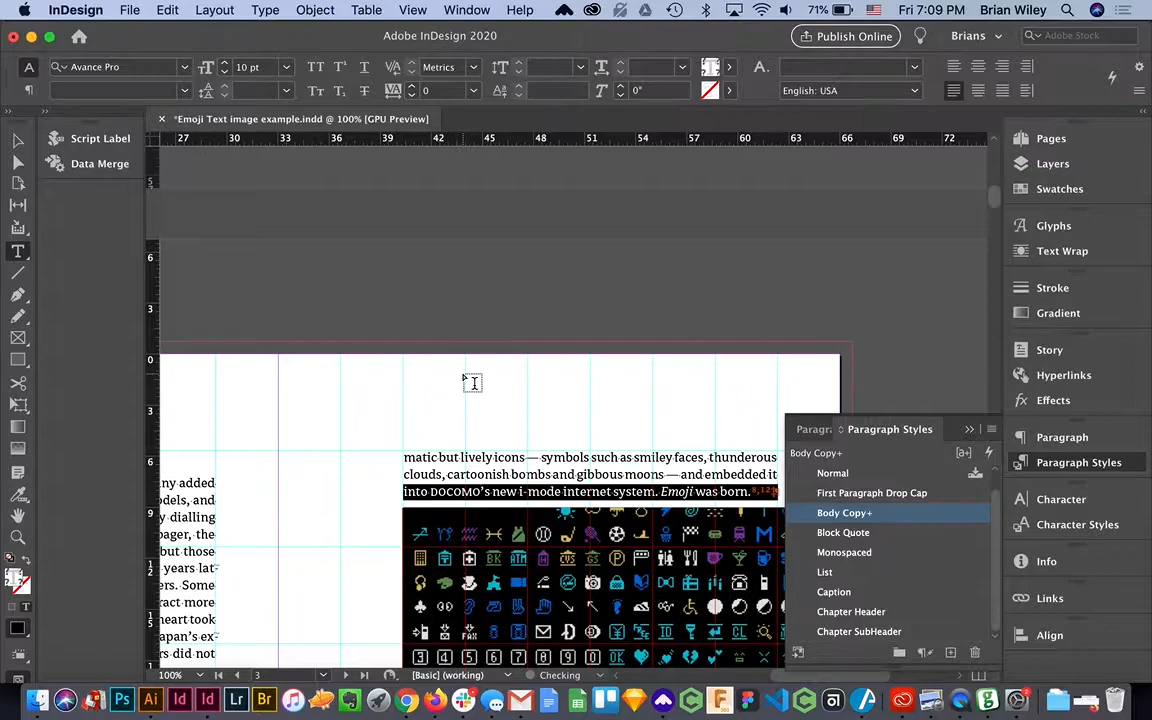 InDesign File Edit Layout Type Object Table View Window Help 71% Fri 7:09 PM Brian Wiley
Adobe InDesign 2020 Publish Online Brians Adobe Stock
A Avance Pro 10 pt Metrics
0 0° English: USA
*Emoji Text image example.indd @ 100% [GPU Preview]
27 30 33 36 39 42 45 48 51 54 57 60 63 66 69 72
Script Label
Data Merge
Pages
Layers
Swatches
Glyphs
Text Wrap
Stroke
Gradient
Story
Hyperlinks
Effects
Paragraph
Paragraph Styles
Character
Character Styles
Info
Links
Align
ny added
odels, and
y dialling
pager, the
but those
years lat-
ers. Some
ract more
heart took
apan's ex-
rs did not
matic but lively icons — symbols such as smiley faces, thunderous
clouds, cartoonish bombs and gibbous moons — and embedded it
into DOCOMO's new i-mode internet system. Emoji was born.
Paragra Paragraph Styles
Body Copy+
Normal
First Paragraph Drop Cap
Body Copy+
Block Quote
Monospaced
List
Caption
Chapter Header
Chapter SubHeader
100% 3 [Basic] (working) Checking